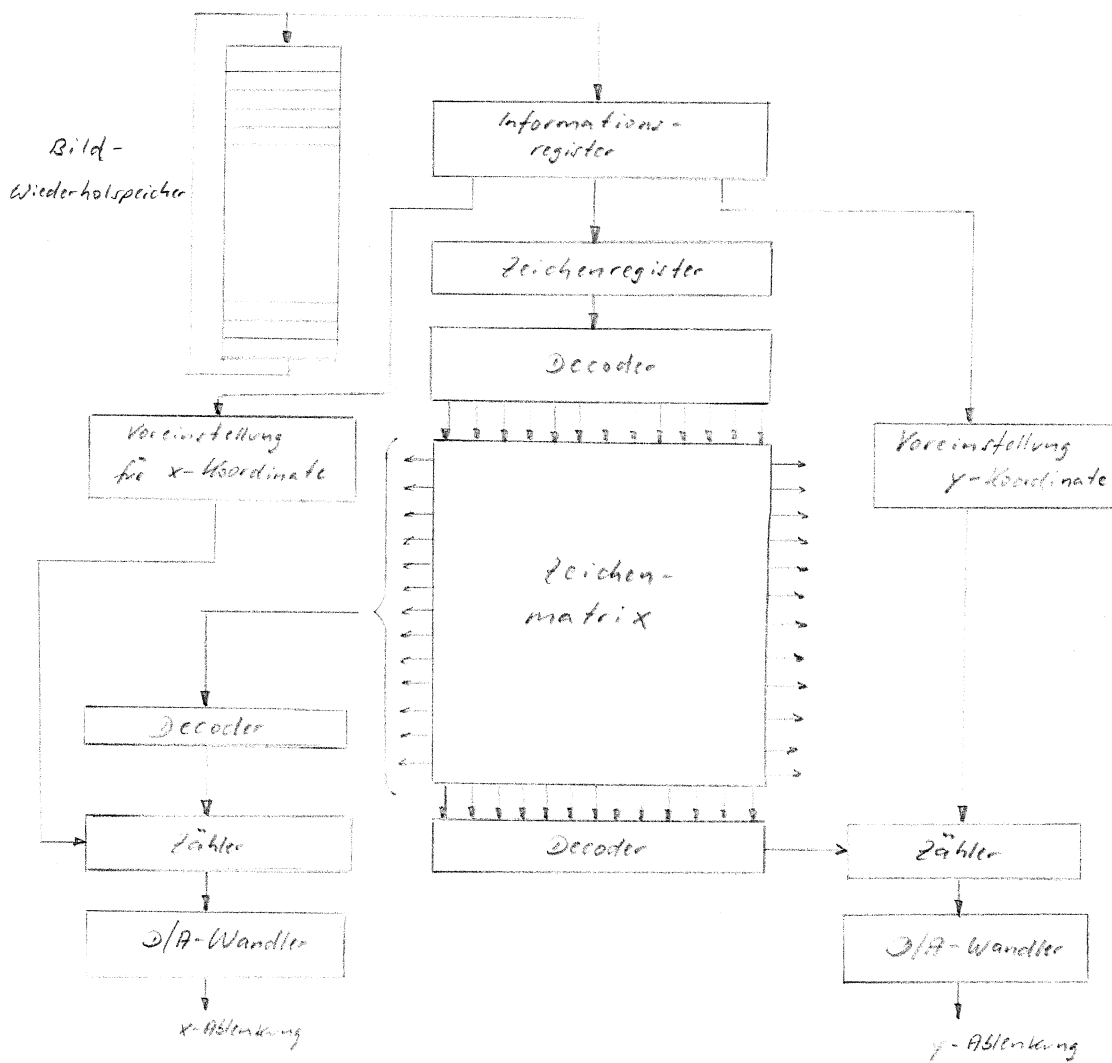 Informations-
register
Bild-
Wiederholspeicher
Zeichenregister
Decoder
Voreinstellung
für x-Koordinate
Voreinstellung
y-Koordinate
Zeichen-
matrix
Decoder
Zähler
Decoder
Zähler
D/A-Wandler
D/A-Wandler
x-Ablenkung
y-Ablenkung